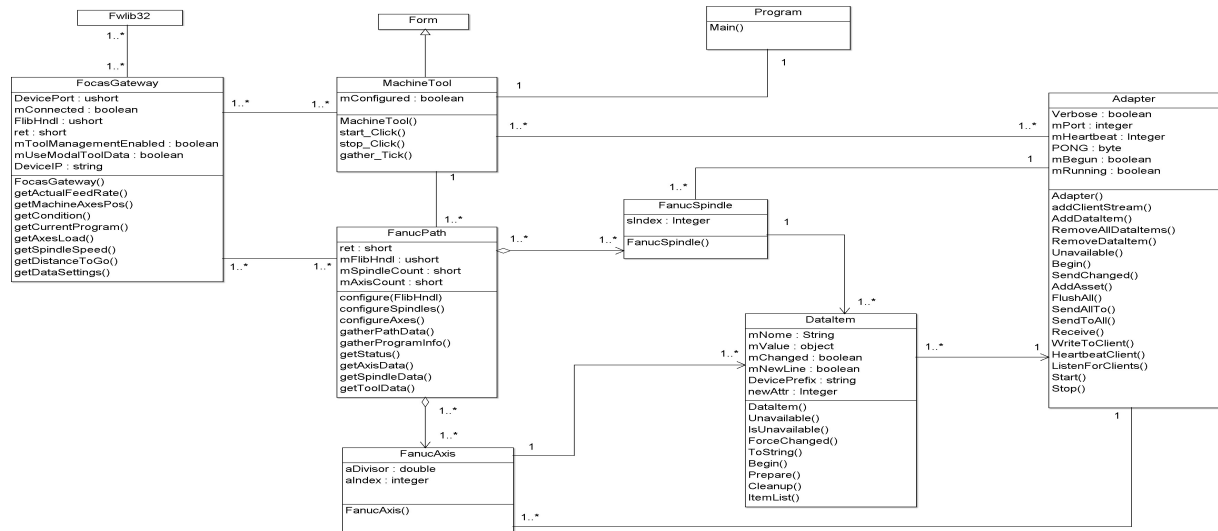 Fwlib32
1..*
1..*
FocasGateway
DevicePort : ushort
mConnected : boolean
FlibHndl : ushort
ret : short
mToolManagementEnabled : boolean
mUseModalToolData : boolean
DeviceIP : string
FocasGateway()
getActualFeedRate()
getMachineAxesPos()
getCondition()
getCurrentProgram()
getAxesLoad()
getSpindleSpeed()
getDistanceToGo()
getDataSettings()
1..*
1..*
1..*
1..*
Form
MachineTool
mConfigured : boolean
MachineTool()
start_Click()
stop_Click()
gather_Tick()
1
1..*
1..*
1
1..*
Program
Main()
1
FanucPath
ret : short
mFlibHndl : ushort
mSpindleCount : short
mAxisCount : short
configure(FlibHndl)
configureSpindles()
configureAxes()
gatherPathData()
gatherProgramInfo()
getStatus()
getAxisData()
getSpindleData()
getToolData()
1..*
1..*
1..*
1..*
FanucSpindle
sIndex : Integer
FanucSpindle()
1..*
1
1
1..*
FanucAxis
aDivisor : double
aIndex : integer
FanucAxis()
1
1..*
1..*
1
DataItem
mNome : String
mValue : object
mChanged : boolean
mNewLine : boolean
DevicePrefix : string
newAttr : Integer
DataItem()
Unavailable()
IsUnavailable()
ForceChanged()
ToString()
Begin()
Prepare()
Cleanup()
ItemList()
1..*
1
Adapter
Verbose : boolean
mPort : integer
mHeartbeat : Integer
PONG : byte
mBegun : boolean
mRunning : boolean
Adapter()
addClientStream()
AddDataItem()
RemoveAllDataItems()
RemoveDataItem()
Unavailable()
Begin()
SendChanged()
AddAsset()
FlushAll()
SendAllTo()
SendToAll()
Receive()
WriteToClient()
HeartbeatClient()
ListenForClients()
Start()
Stop()